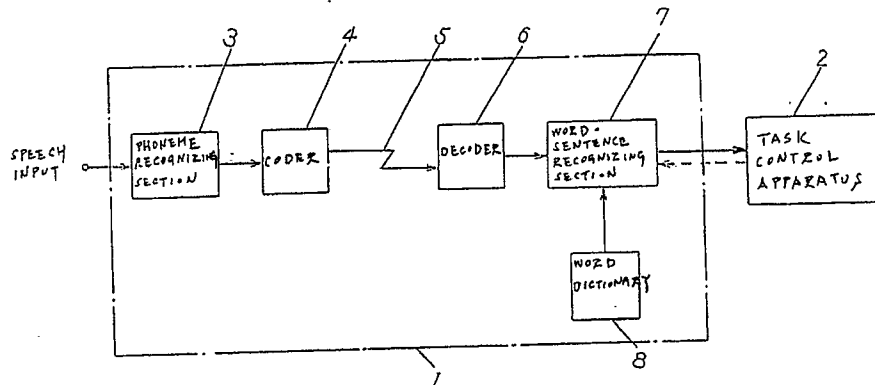 3
4
5
6
7
2
SPEECH
INPUT
PHONEME
RECOGNIZING
SECTION
CODER
DECODER
WORD·
SENTENCE
RECOGNIZING
SECTION
TASK
CONTROL
APPARATUS
WORD
DICTIONARY
8
1